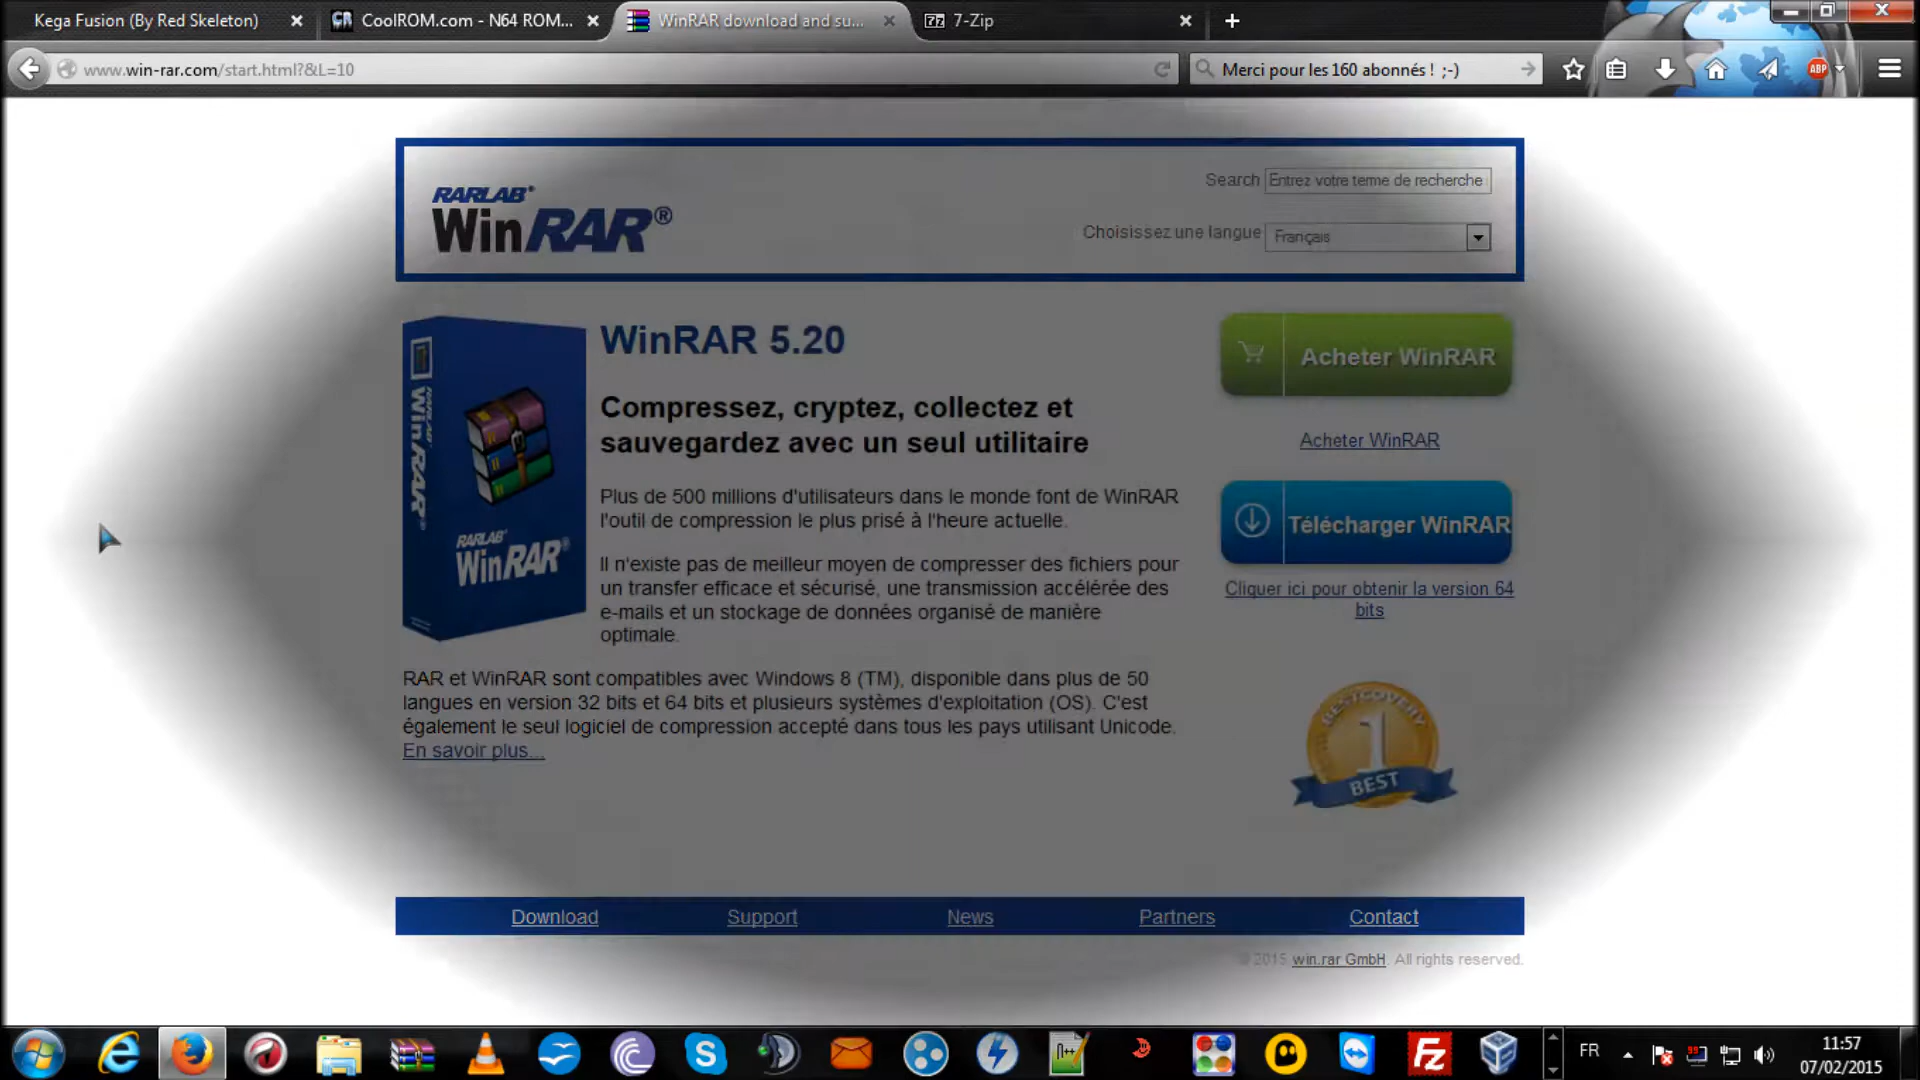 Kega Fusion (By Red Skeleton)
CoolROM.com - N64 ROM...
WinRAR download and su...
7-Zip
www.win-rar.com/start.html?&L=10
Merci pour les 160 abonnés ! ;-)
ABP
RARLAB®
WinRAR®
Search
Entrez votre terme de recherche
Choisissez une langue
Français
WinRAR®
RARLAB®
WinRAR®
WinRAR 5.20
Compressez, cryptez, collectez et
sauvegardez avec un seul utilitaire
Plus de 500 millions d'utilisateurs dans le monde font de WinRAR
l'outil de compression le plus prisé à l'heure actuelle.
Il n'existe pas de meilleur moyen de compresser des fichiers pour
un transfer efficace et sécurisé, une transmission accélérée des
e-mails et un stockage de données organisé de manière
optimale.
RAR et WinRAR sont compatibles avec Windows 8 (TM), disponible dans plus de 50
langues en version 32 bits et 64 bits et plusieurs systèmes d'exploitation (OS). C'est
également le seul logiciel de compression accepté dans tous les pays utilisant Unicode.
En savoir plus...
Acheter WinRAR
Acheter WinRAR
Télécharger WinRAR
Cliquer ici pour obtenir la version 64
bits
BESTCOVERY
1
BEST
Download
Support
News
Partners
Contact
© 2015 win.rar GmbH. All rights reserved.
FR
11:57
07/02/2015